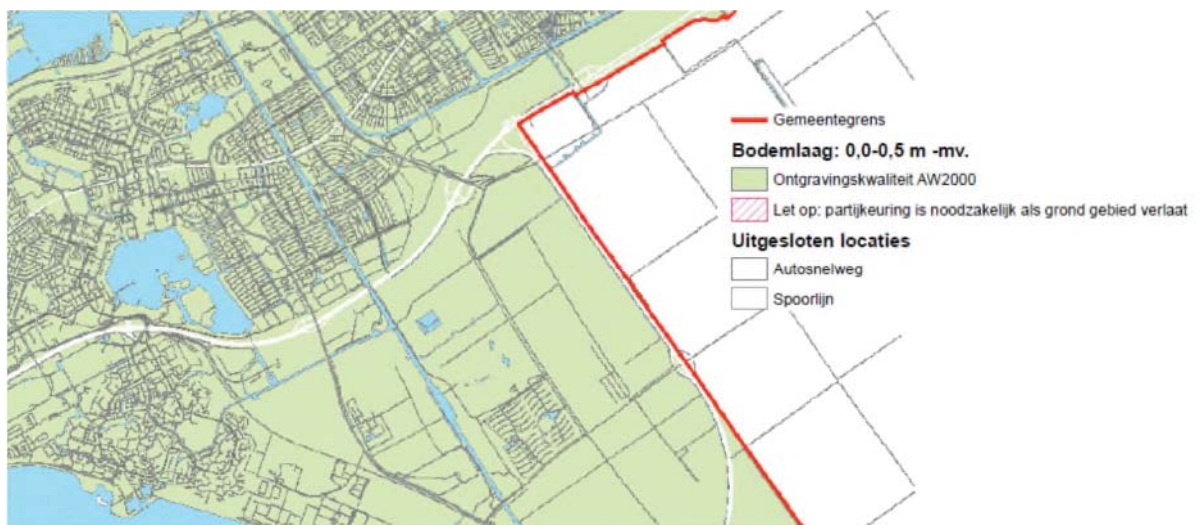 Gemeentegrens
Bodemlaag: 0,0-0,5 m -mv.
Ontgravingskwaliteit AW2000
Let op: partijkeuring is noodzakelijk als grond gebied verlaat
Uitgesloten locaties
Autosnelweg
Spoorlijn